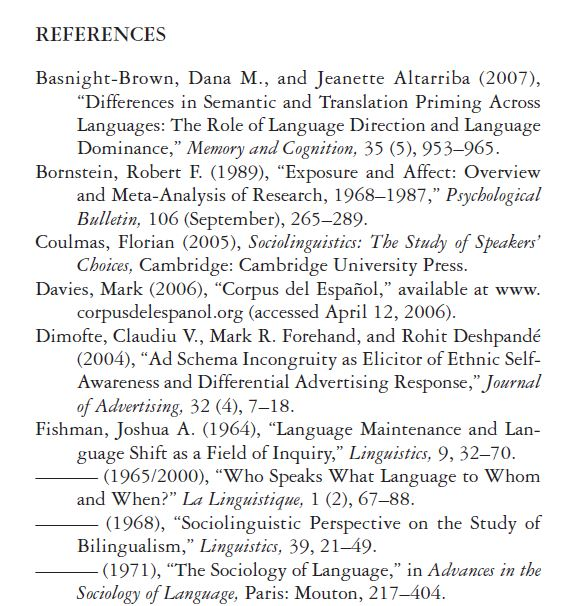 REFERENCES
Basnight-Brown, Dana M., and Jeanette Altarriba (2007),
“Differences in Semantic and Translation Priming Across
Languages: The Role of Language Direction and Language
Dominance,” Memory and Cognition, 35 (5), 953–965.
Bornstein, Robert F. (1989), “Exposure and Affect: Overview
and Meta-Analysis of Research, 1968–1987,” Psychological
Bulletin, 106 (September), 265–289.
Coulmas, Florian (2005), Sociolinguistics: The Study of Speakers’
Choices, Cambridge: Cambridge University Press.
Davies, Mark (2006), “Corpus del Español,” available at www.
corpusdelespanol.org (accessed April 12, 2006).
Dimofte, Claudiu V., Mark R. Forehand, and Rohit Deshpandé
(2004), “Ad Schema Incongruity as Elicitor of Ethnic Self-
Awareness and Differential Advertising Response,” Journal
of Advertising, 32 (4), 7–18.
Fishman, Joshua A. (1964), “Language Maintenance and Lan-
guage Shift as a Field of Inquiry,” Linguistics, 9, 32–70.
——— (1965/2000), “Who Speaks What Language to Whom
and When?” La Linguistique, 1 (2), 67–88.
——— (1968), “Sociolinguistic Perspective on the Study of
Bilingualism,” Linguistics, 39, 21–49.
——— (1971), “The Sociology of Language,” in Advances in the
Sociology of Language, Paris: Mouton, 217–404.